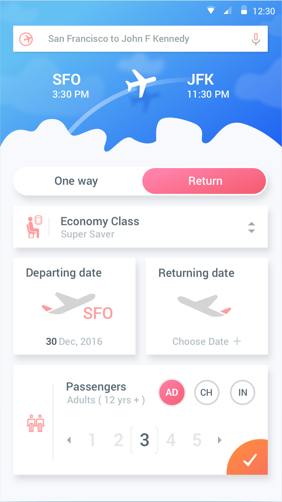 12:30
San Francisco to John F Kennedy
SFO
JFK
3:30 PM
11:30 PM
One way
Return
Economy Class
Super Saver
Departing date
Returning date
SFO
30 Dec, 2016
Choose Date +
Passengers
Adults ( 12 yrs + )
AD
CH
IN
1 2 3 4 5